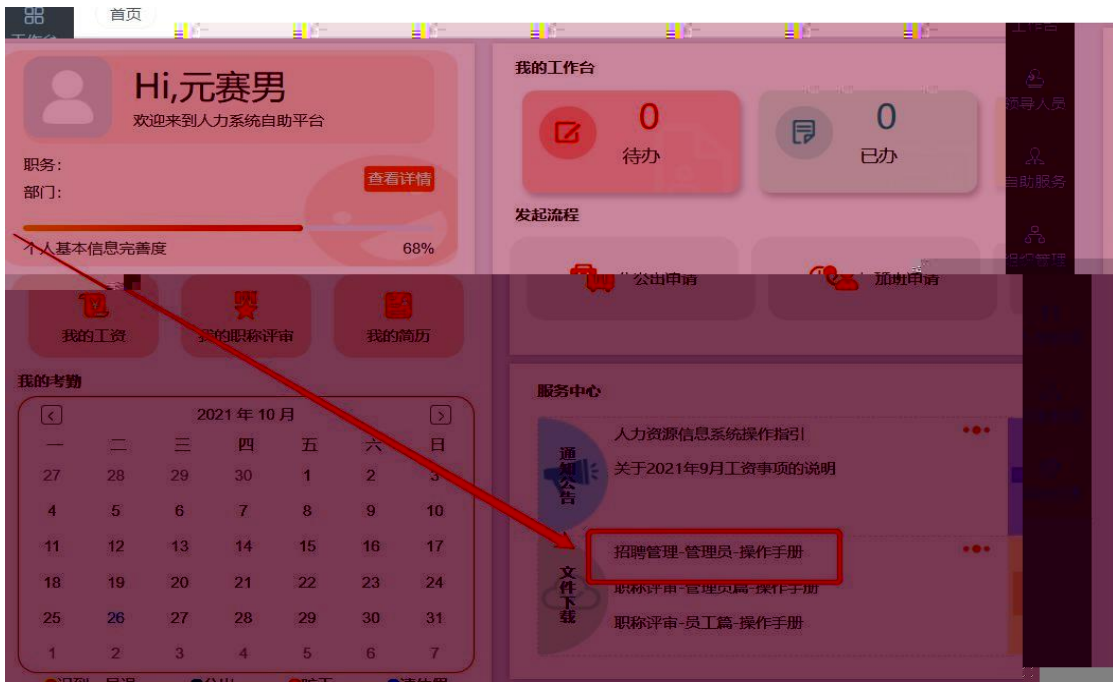 首页
工作台
Hi,元赛男
欢迎来到人力系统自助平台
职务:
部门:
查看详情
个人基本信息完善度
68%
我的工资
我的职称评审
我的简历
我的考勤
2021 年 10 月
一 二 三 四 五 六 日
27 28 29 30 1 2 3
4 5 6 7 8 9 10
11 12 13 14 15 16 17
18 19 20 21 22 23 24
25 26 27 28 29 30 31
1 2 3 4 5 6 7
我的工作台
0
待办
0
已办
发起流程
公出申请
加班申请
服务中心
通知公告
人力资源信息系统操作指引
关于2021年9月工资事项的说明
文件下载
招聘管理-管理员-操作手册
职称评审-管理员篇-操作手册
职称评审-员工篇-操作手册
工作台
领导人员
自助服务
组织管理